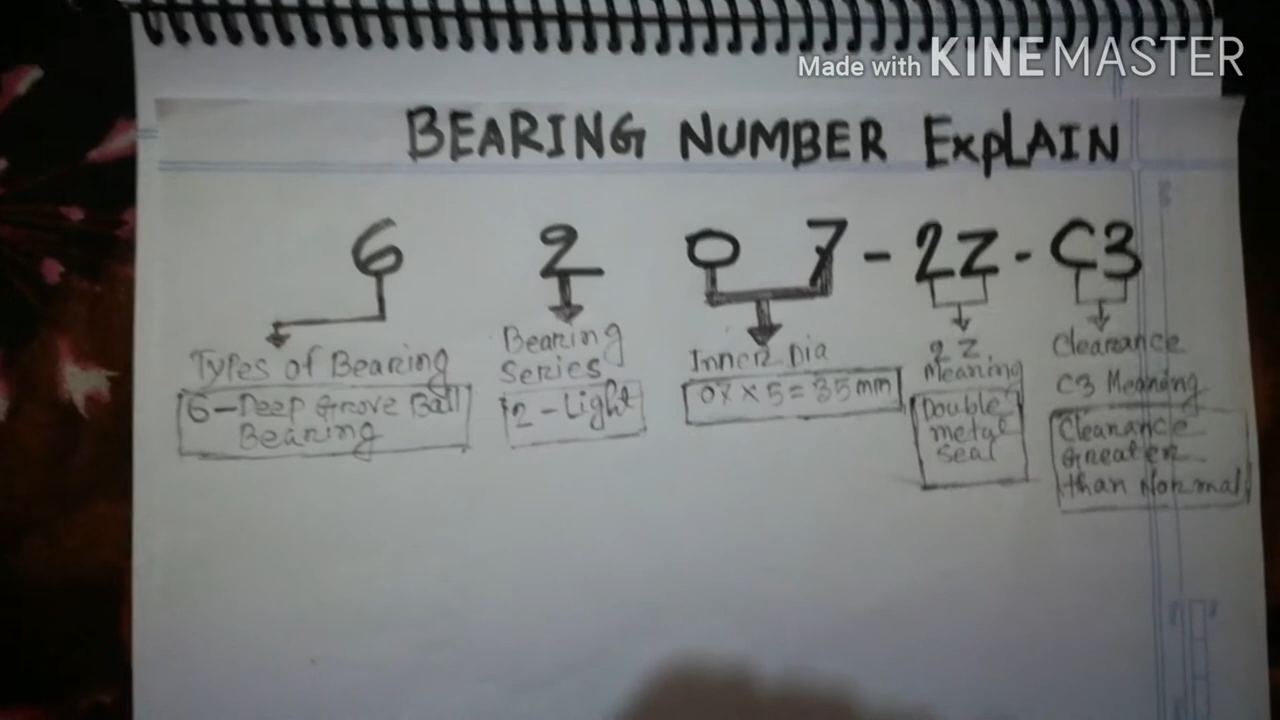 Made with KINEMASTER
BEARING NUMBER ExpLAIN
6 2 0 7 - 2Z - C3
Types of Bearing
6-Deep Grove Ball
Bearing
Bearing
Series
2 - Light
Inner Dia
07 x 5 = 35 mm
2 Z
Meaning
Double
metal
seal
Clearance
C3 Meaning
Clearance
Greater
than Normal